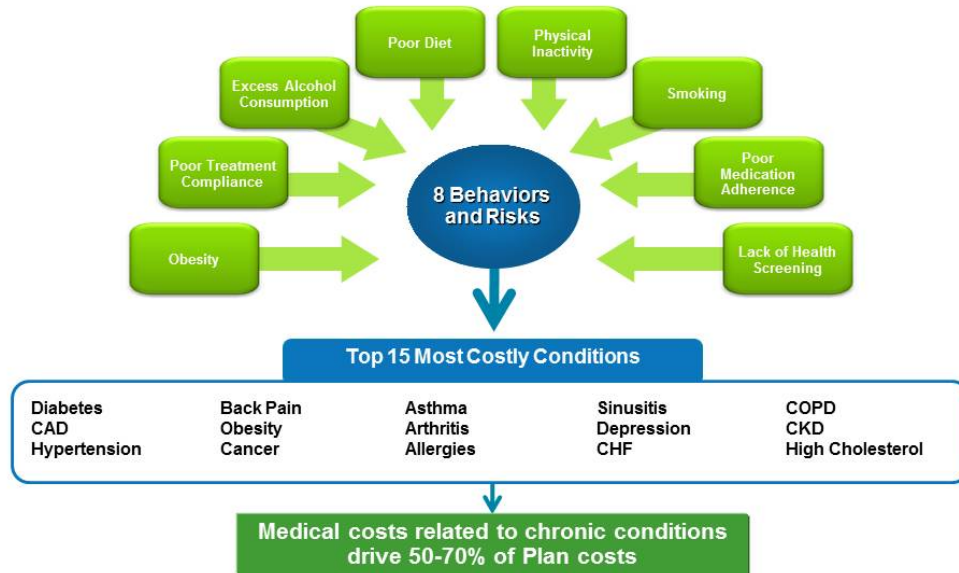 Poor Diet
Physical
Inactivity
Excess Alcohol
Consumption
Smoking
Poor Treatment
Compliance
8 Behaviors
and Risks
Poor
Medication
Adherence
Obesity
Lack of Health
Screening
Top 15 Most Costly Conditions
Diabetes Back Pain Asthma Sinusitis COPD
CAD Obesity Arthritis Depression CKD
Hypertension Cancer Allergies CHF High Cholesterol
Medical costs related to chronic conditions
drive 50-70% of Plan costs